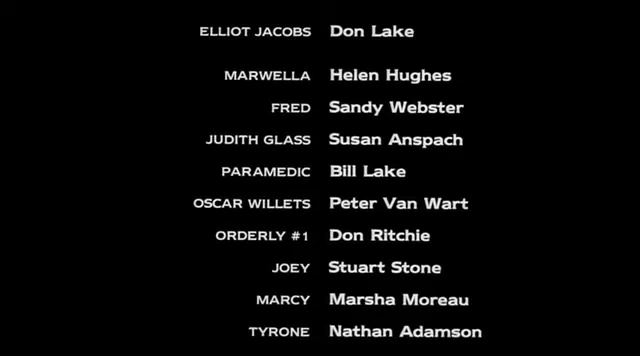 ELLIOT JACOBS Don Lake
MARWELLA Helen Hughes
FRED Sandy Webster
JUDITH GLASS Susan Anspach
PARAMEDIC Bill Lake
OSCAR WILLETS Peter Van Wart
ORDERLY #1 Don Ritchie
JOEY Stuart Stone
MARCY Marsha Moreau
TYRONE Nathan Adamson